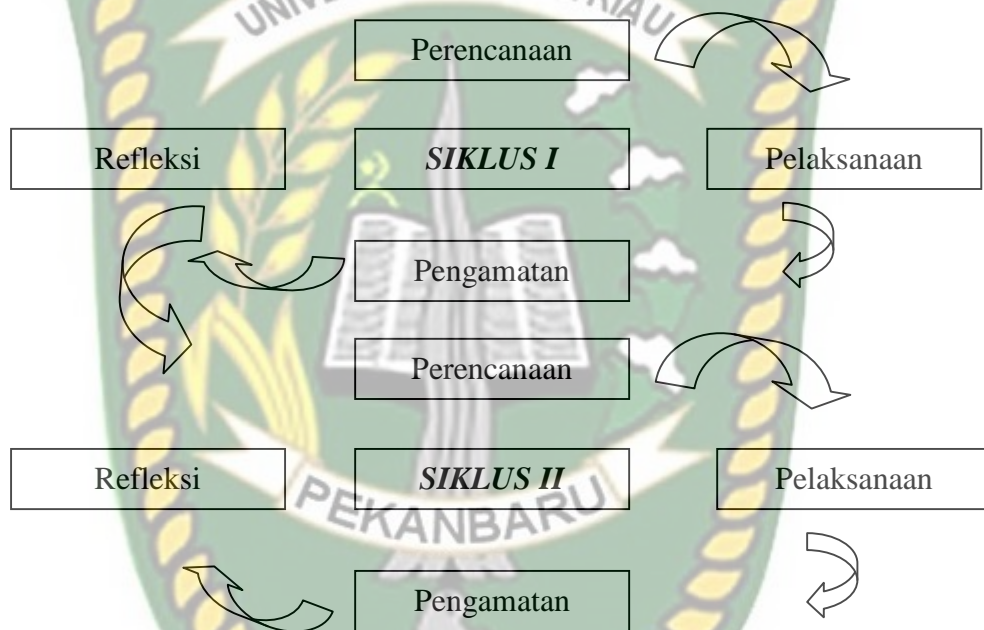 Perencanaan
Refleksi SIKLUS I Pelaksanaan
Pengamatan
Perencanaan
Refleksi SIKLUS II Pelaksanaan
PEKANBARU
Pengamatan